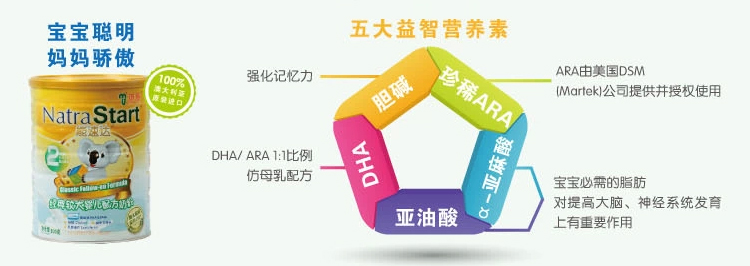 宝宝聪明
妈妈骄傲
100%
澳大利亚
原装进口
NatraStart
2
Classic Follow-on Formula
经典较大婴儿配方奶粉
五大益智营养素
强化记忆力
胆碱
珍稀ARA
ARA由美国DSM
(Martek)公司提供并授权使用
DHA/ ARA 1:1比例
仿母乳配方
DHA
亚油酸
α-亚麻酸
宝宝必需的脂肪
对提高大脑、神经系统发育
上有重要作用